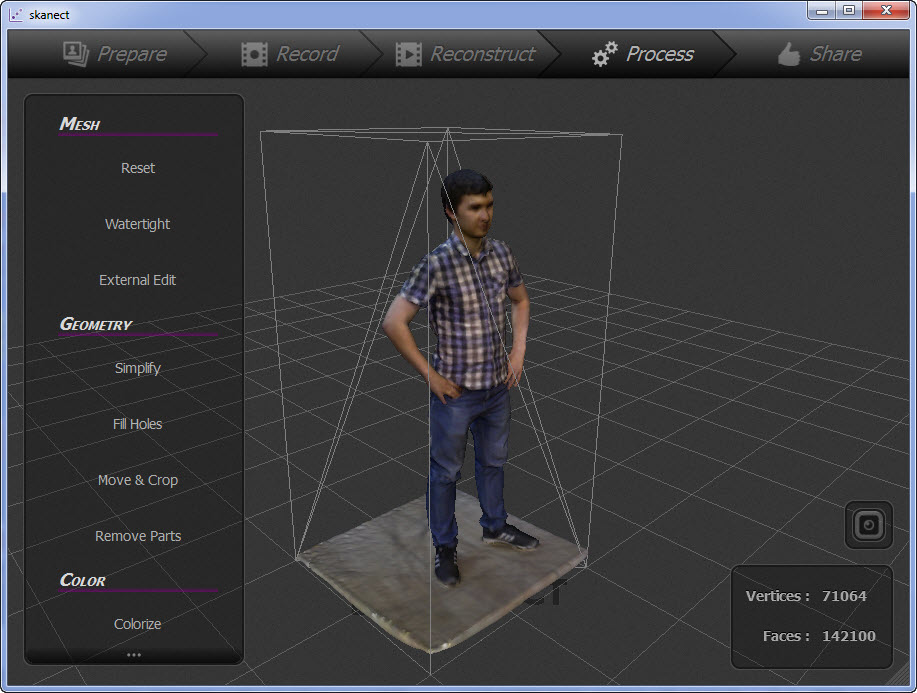 skanect
Prepare
Record
Reconstruct
Process
Share
MESH
Reset
Watertight
External Edit
GEOMETRY
Simplify
Fill Holes
Move & Crop
Remove Parts
COLOR
Colorize
...
Vertices : 71064
Faces : 142100